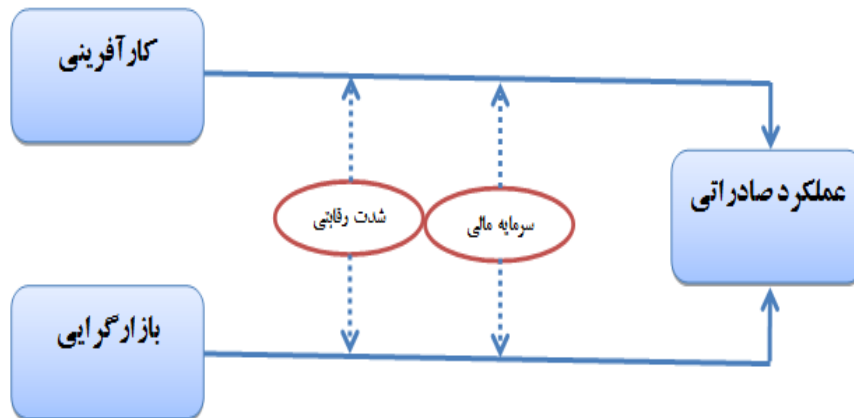 کارآفرینی
عملکرد صادراتی
شدت رقابتی
سرمایه مالی
بازارگرایی